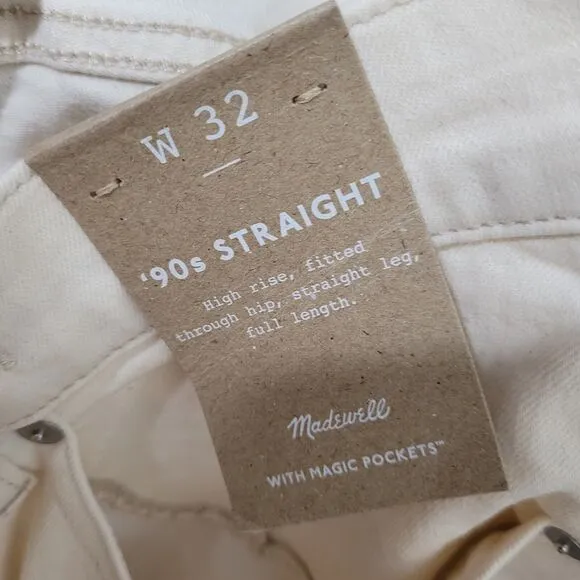 W 32
'90s STRAIGHT
High rise, fitted
through hip, straight leg,
full length.
Madewell
WITH MAGIC POCKETS™